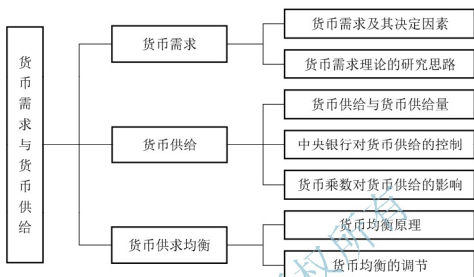 货币需求与货币供给
货币需求
货币需求及其决定因素
货币需求理论的研究思路
货币供给
货币供给与货币供给量
中央银行对货币供给的控制
货币乘数对货币供给的影响
货币供求均衡
货币均衡原理
货币均衡的调节
权所有